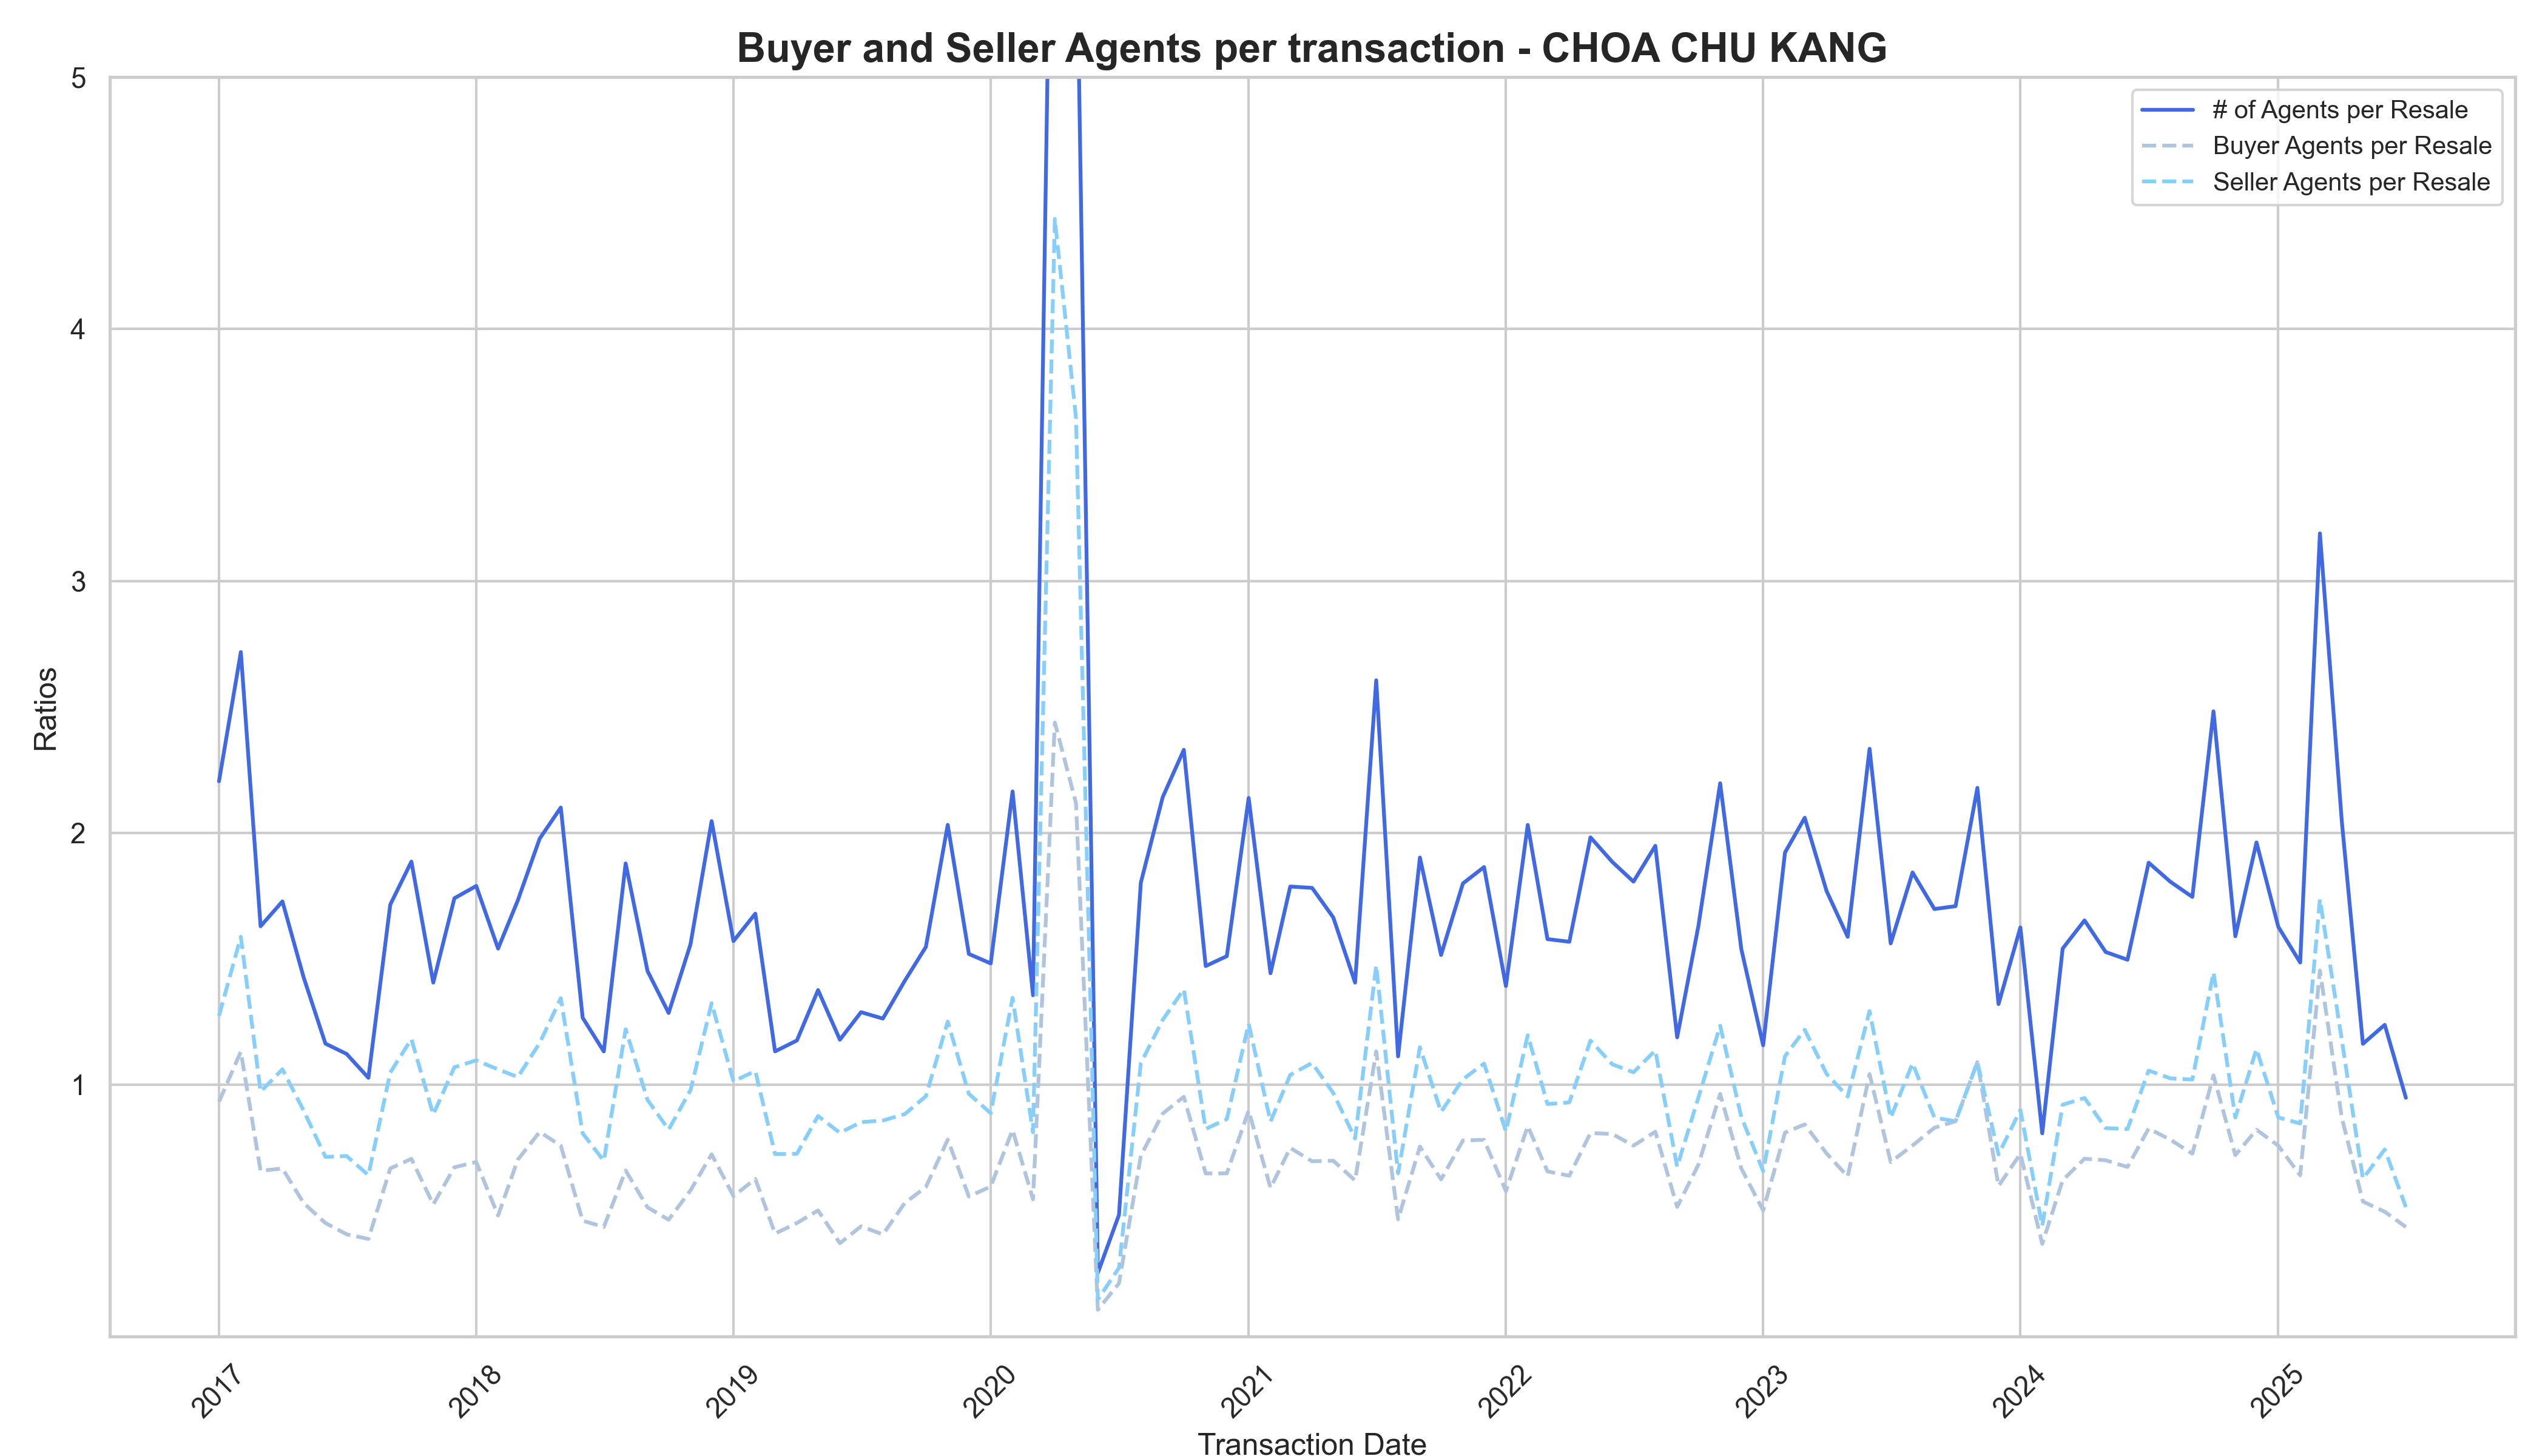 Buyer and Seller Agents per transaction - CHOA CHU KANG
# of Agents per Resale
Buyer Agents per Resale
Seller Agents per Resale
5
4
3
2
1
Ratios
2017
2018
2019
2020
2021
2022
2023
2024
2025
Transaction Date